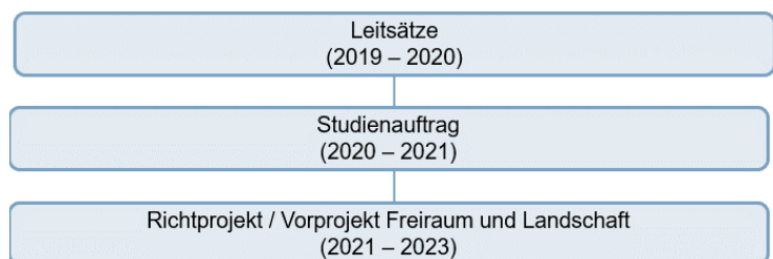 Leitsätze
(2019 – 2020)
Studienauftrag
(2020 – 2021)
Richtprojekt / Vorprojekt Freiraum und Landschaft
(2021 – 2023)